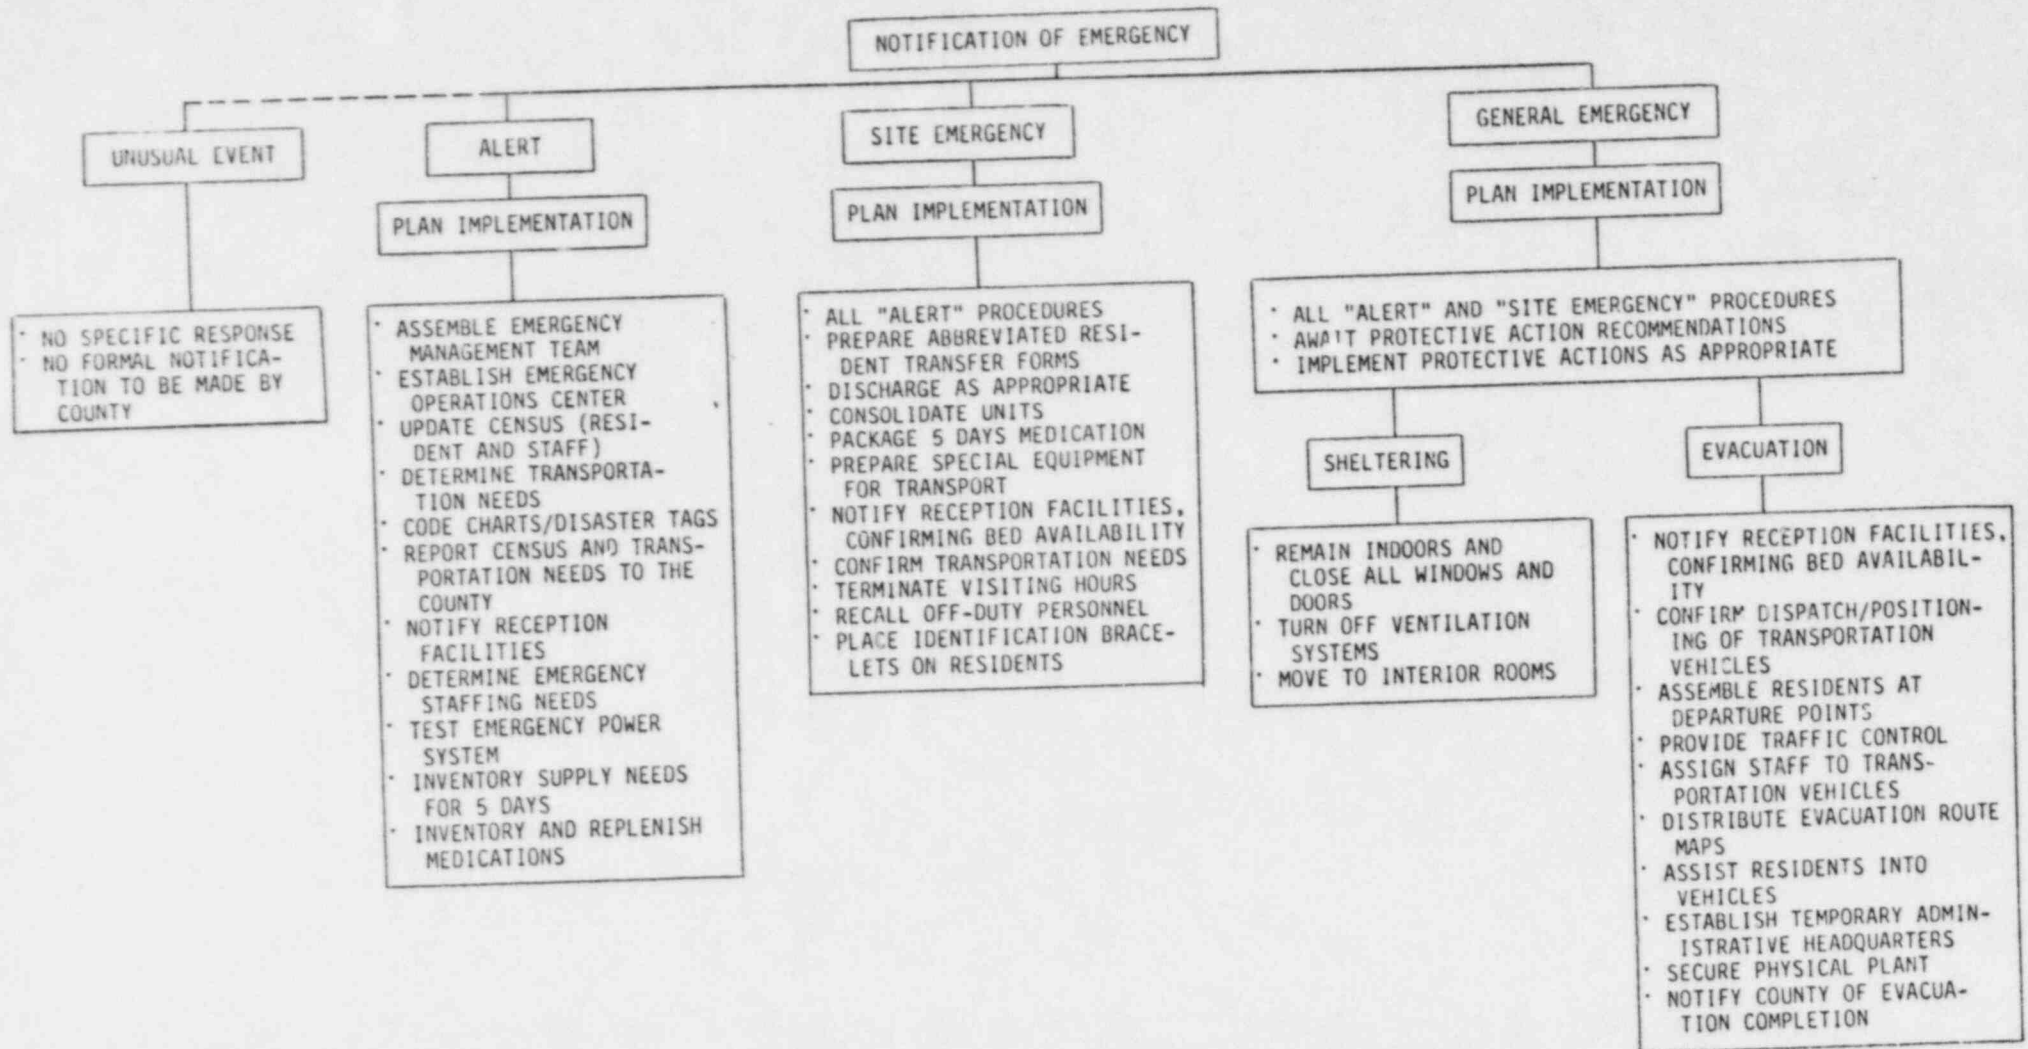 NOTIFICATION OF EMERGENCY
UNUSUAL EVENT
· NO SPECIFIC RESPONSE
· NO FORMAL NOTIFICA-
TION TO BE MADE BY
COUNTY
ALERT
PLAN IMPLEMENTATION
· ASSEMBLE EMERGENCY
MANAGEMENT TEAM
· ESTABLISH EMERGENCY
OPERATIONS CENTER
· UPDATE CENSUS (RESI-
DENT AND STAFF)
· DETERMINE TRANSPORTA-
TION NEEDS
· CODE CHARTS/DISASTER TAGS
· REPORT CENSUS AND TRANS-
PORTATION NEEDS TO THE
COUNTY
· NOTIFY RECEPTION
FACILITIES
· DETERMINE EMERGENCY
STAFFING NEEDS
· TEST EMERGENCY POWER
SYSTEM
· INVENTORY SUPPLY NEEDS
FOR 5 DAYS
· INVENTORY AND REPLENISH
MEDICATIONS
SITE EMERGENCY
PLAN IMPLEMENTATION
· ALL "ALERT" PROCEDURES
· PREPARE ABBREVIATED RESI-
DENT TRANSFER FORMS
· DISCHARGE AS APPROPRIATE
· CONSOLIDATE UNITS
· PACKAGE 5 DAYS MEDICATION
· PREPARE SPECIAL EQUIPMENT
FOR TRANSPORT
· NOTIFY RECEPTION FACILITIES,
CONFIRMING BED AVAILABILITY
· CONFIRM TRANSPORTATION NEEDS
· TERMINATE VISITING HOURS
· RECALL OFF-DUTY PERSONNEL
· PLACE IDENTIFICATION BRACE-
LETS ON RESIDENTS
GENERAL EMERGENCY
PLAN IMPLEMENTATION
· ALL "ALERT" AND "SITE EMERGENCY" PROCEDURES
· AWAIT PROTECTIVE ACTION RECOMMENDATIONS
· IMPLEMENT PROTECTIVE ACTIONS AS APPROPRIATE
SHELTERING
· REMAIN INDOORS AND
CLOSE ALL WINDOWS AND
DOORS
· TURN OFF VENTILATION
SYSTEMS
· MOVE TO INTERIOR ROOMS
EVACUATION
· NOTIFY RECEPTION FACILITIES,
CONFIRMING BED AVAILABIL-
ITY
· CONFIRM DISPATCH/POSITION-
ING OF TRANSPORTATION
VEHICLES
· ASSEMBLE RESIDENTS AT
DEPARTURE POINTS
· PROVIDE TRAFFIC CONTROL
· ASSIGN STAFF TO TRANS-
PORTATION VEHICLES
· DISTRIBUTE EVACUATION ROUTE
MAPS
· ASSIST RESIDENTS INTO
VEHICLES
· ESTABLISH TEMPORARY ADMIN-
ISTRATIVE HEADQUARTERS
· SECURE PHYSICAL PLANT
· NOTIFY COUNTY OF EVACUA-
TION COMPLETION